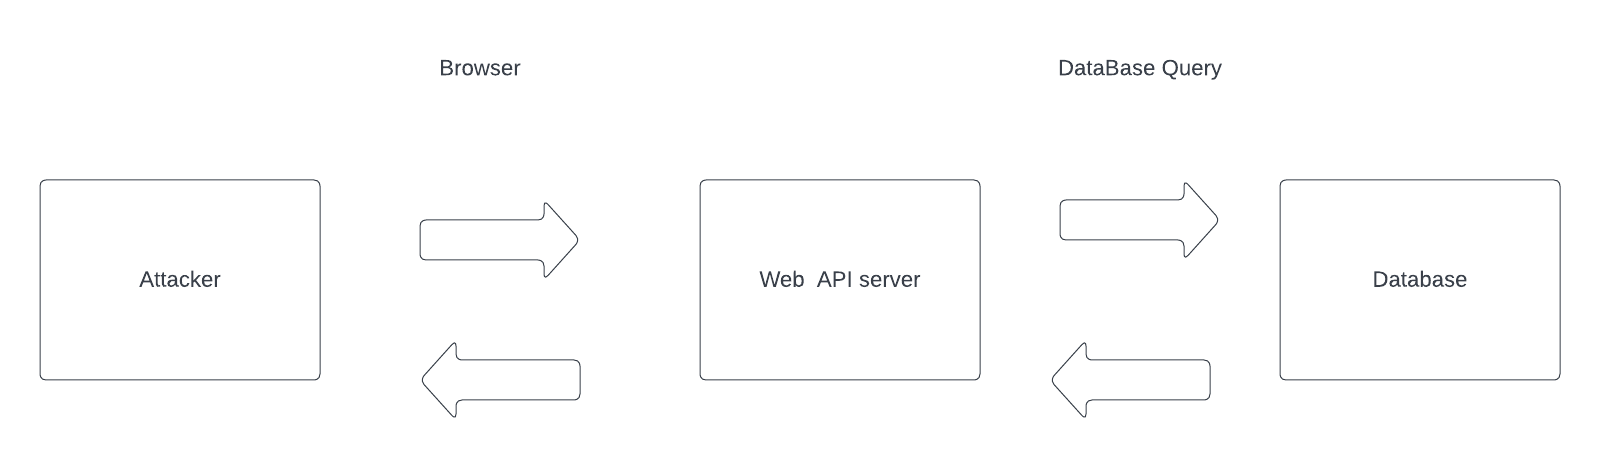 Browser
DataBase Query
Attacker
Web  API server
Database